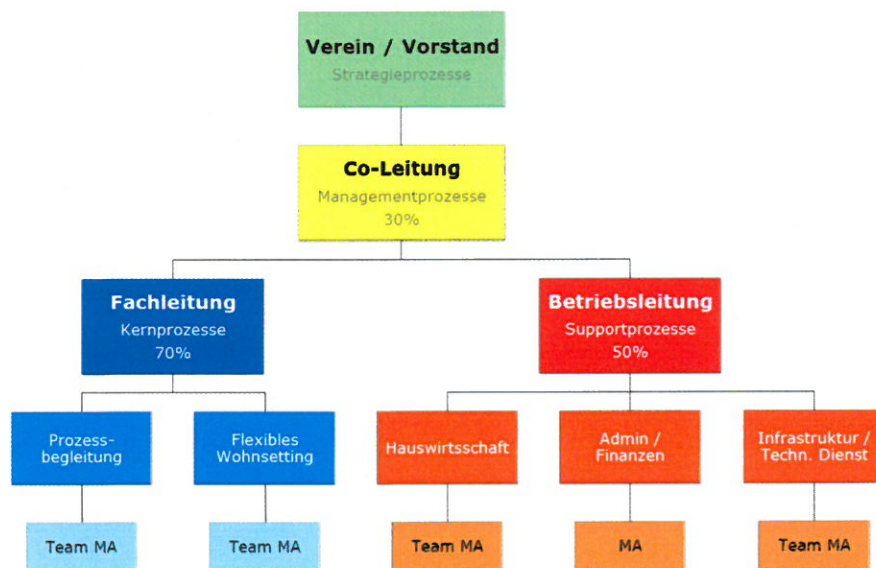 Verein / Vorstand
Strategieprozesse
Co-Leitung
Managementprozesse
30%
Fachleitung
Kernprozesse
70%
Betriebsleitung
Supportprozesse
50%
Prozess-
begleitung
Flexibles
Wohnsetting
Hauswirtsschaft
Admin /
Finanzen
Infrastruktur /
Techn. Dienst
Team MA
Team MA
Team MA
MA
Team MA